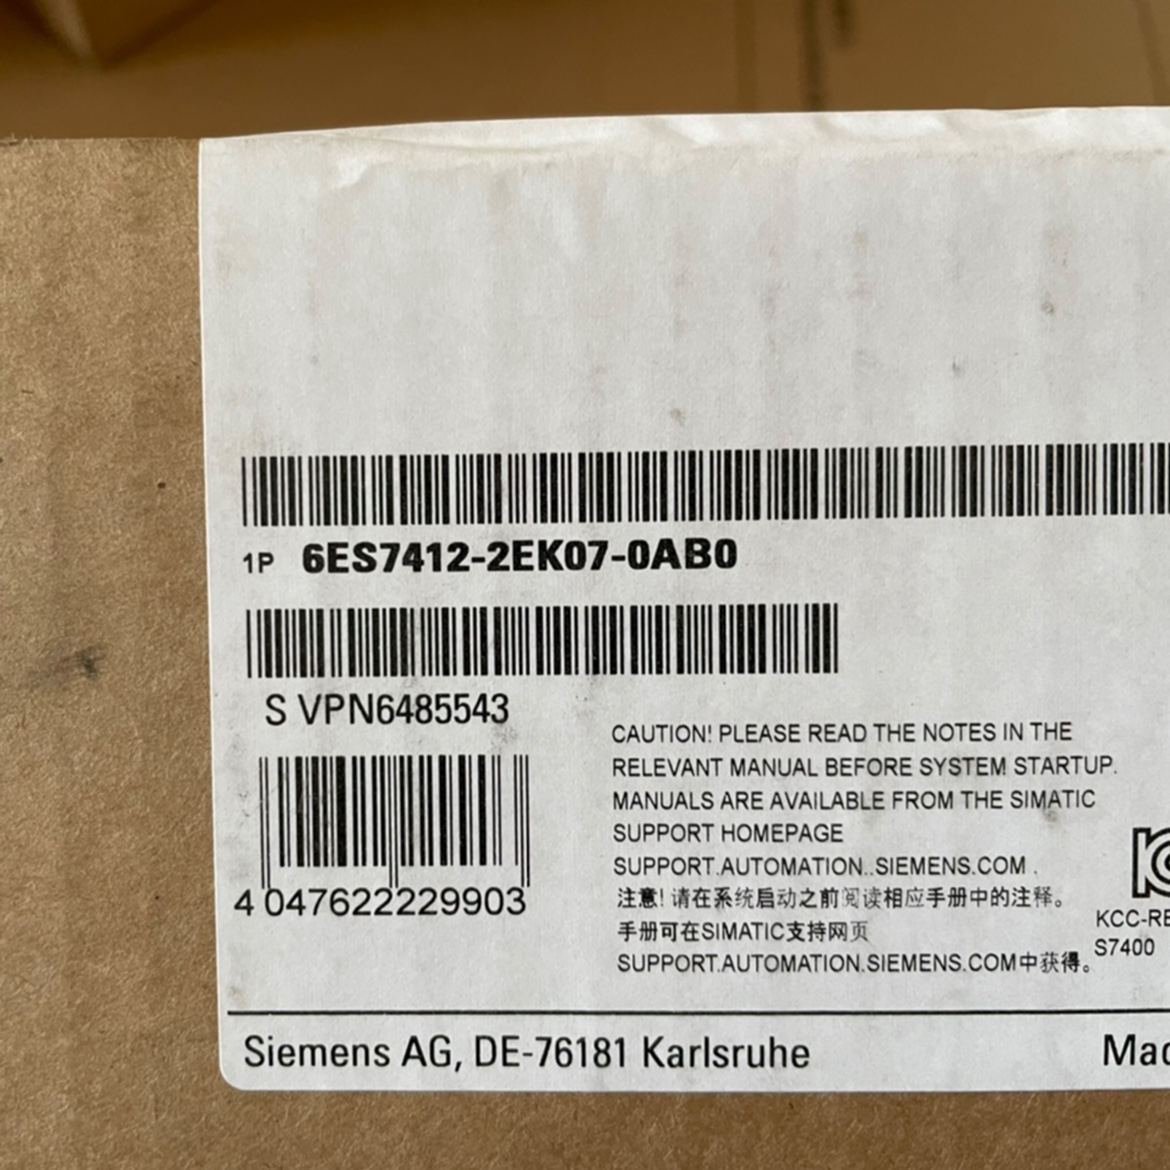 1P 6ES7412-2EK07-0AB0
S VPN6485543
4 047622229903
CAUTION! PLEASE READ THE NOTES IN THE
RELEVANT MANUAL BEFORE SYSTEM STARTUP.
MANUALS ARE AVAILABLE FROM THE SIMATIC
SUPPORT HOMEPAGE
SUPPORT.AUTOMATION..SIEMENS.COM .
注意! 请在系统启动之前阅读相应手册中的注释。
手册可在SIMATIC支持网页
SUPPORT.AUTOMATION.SIEMENS.COM中获得。
KCC-RE
S7400
Siemens AG, DE-76181 Karlsruhe